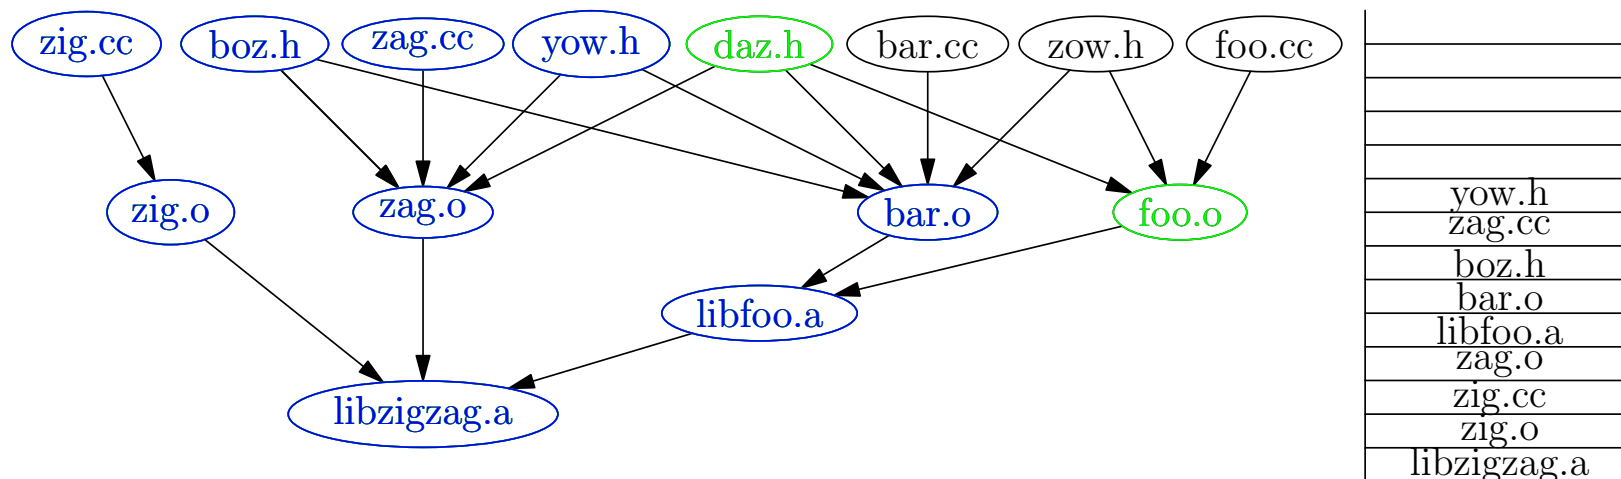 zig.cc
boz.h
zag.cc
yow.h
daz.h
bar.cc
zow.h
foo.cc
zig.o
zag.o
bar.o
foo.o
libfoo.a
libzigzag.a
yow.h
zag.cc
boz.h
bar.o
libfoo.a
zag.o
zig.cc
zig.o
libzigzag.a